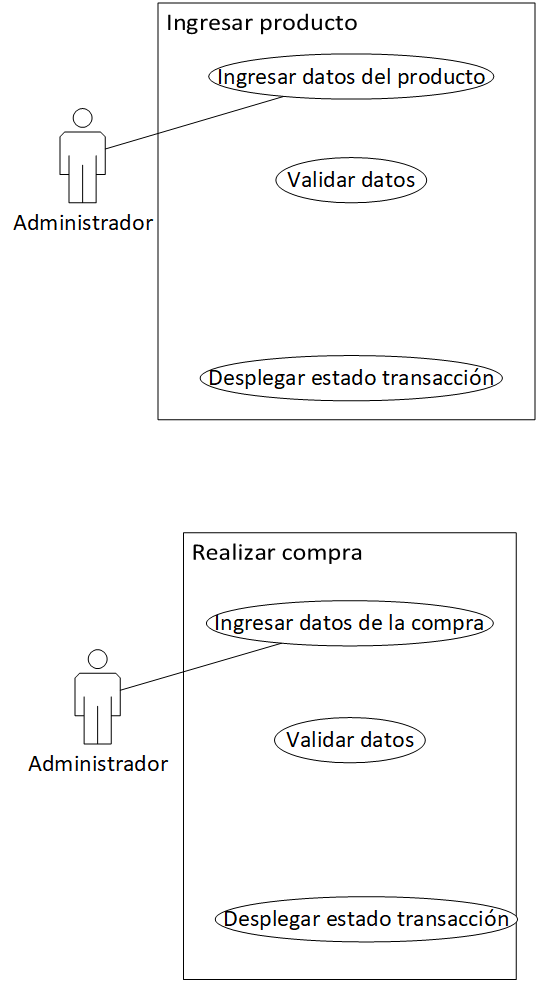 Ingresar producto
Ingresar datos del producto
Validar datos
Administrador
Desplegar estado transacción
Realizar compra
Ingresar datos de la compra
Validar datos
Administrador
Desplegar estado transacción